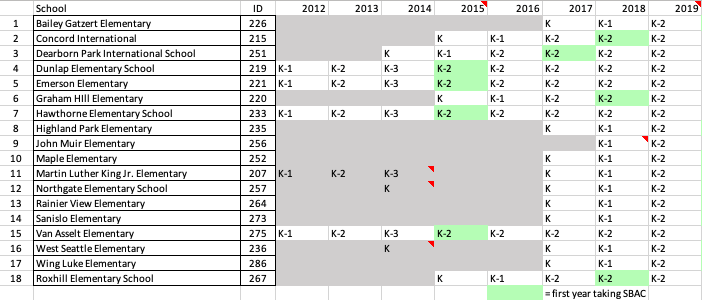 School ID 2012 2013 2014 2015 2016 2017 2018 2019
1 Bailey Gatzert Elementary 226 K K-1 K-2
2 Concord International 215 K K-1 K-2 K-2 K-2
3 Dearborn Park International School 251 K K-1 K-2 K-2 K-2 K-2
4 Dunlap Elementary School 219 K-1 K-2 K-3 K-2 K-2 K-2 K-2 K-2
5 Emerson Elementary 221 K-1 K-2 K-3 K-2 K-2 K-2 K-2 K-2
6 Graham Hill Elementary 220 K K-1 K-2 K-2 K-2
7 Hawthorne Elementary School 233 K-1 K-2 K-3 K-2 K-2 K-2 K-2 K-2
8 Highland Park Elementary 235 K K-1 K-2
9 John Muir Elementary 256 K-1 K-2
10 Maple Elementary 252 K K-1 K-2
11 Martin Luther King Jr. Elementary 207 K-1 K-2 K-3 K K-1 K-2
12 Northgate Elementary School 257 K K K-1 K-2
13 Rainier View Elementary 264 K K-1 K-2
14 Sanislo Elementary 273 K K-1 K-2
15 Van Asselt Elementary 275 K-1 K-2 K-3 K-2 K-2 K-2 K-2 K-2
16 West Seattle Elementary 236 K K K-1 K-2
17 Wing Luke Elementary 286 K K-1 K-2
18 Roxhill Elementary School 267 K K-1 K-2 K-2 K-2
= first year taking SBAC